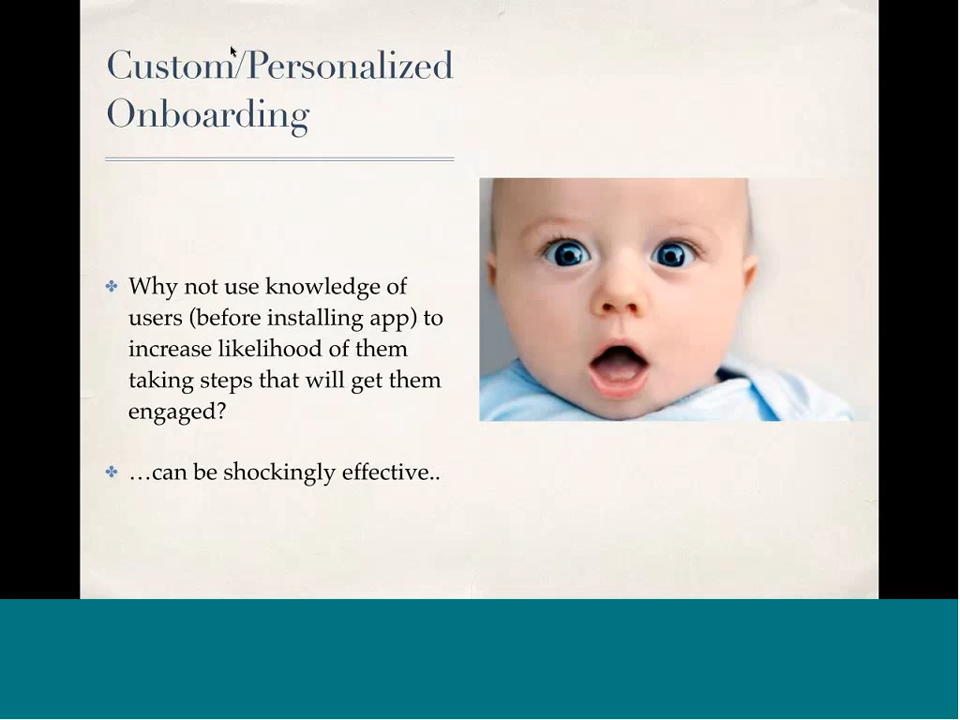 Custom/Personalized
Onboarding
Why not use knowledge of
users (before installing app) to
increase likelihood of them
taking steps that will get them
engaged?
…can be shockingly effective..